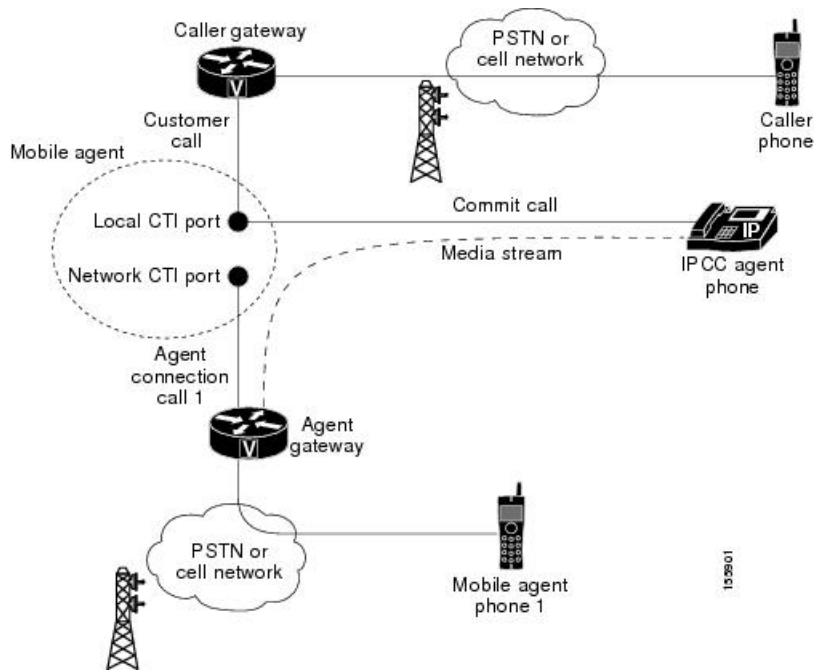 Caller gateway
V
PSTN or
cell network
Caller
phone
Customer
call
Mobile agent
Local CTI port
Commit call
IP
Media stream
IPCC agent
phone
Network CTI port
Agent
connection
call 1
V
Agent
gateway
PSTN or
cell network
Mobile agent
phone 1
155901